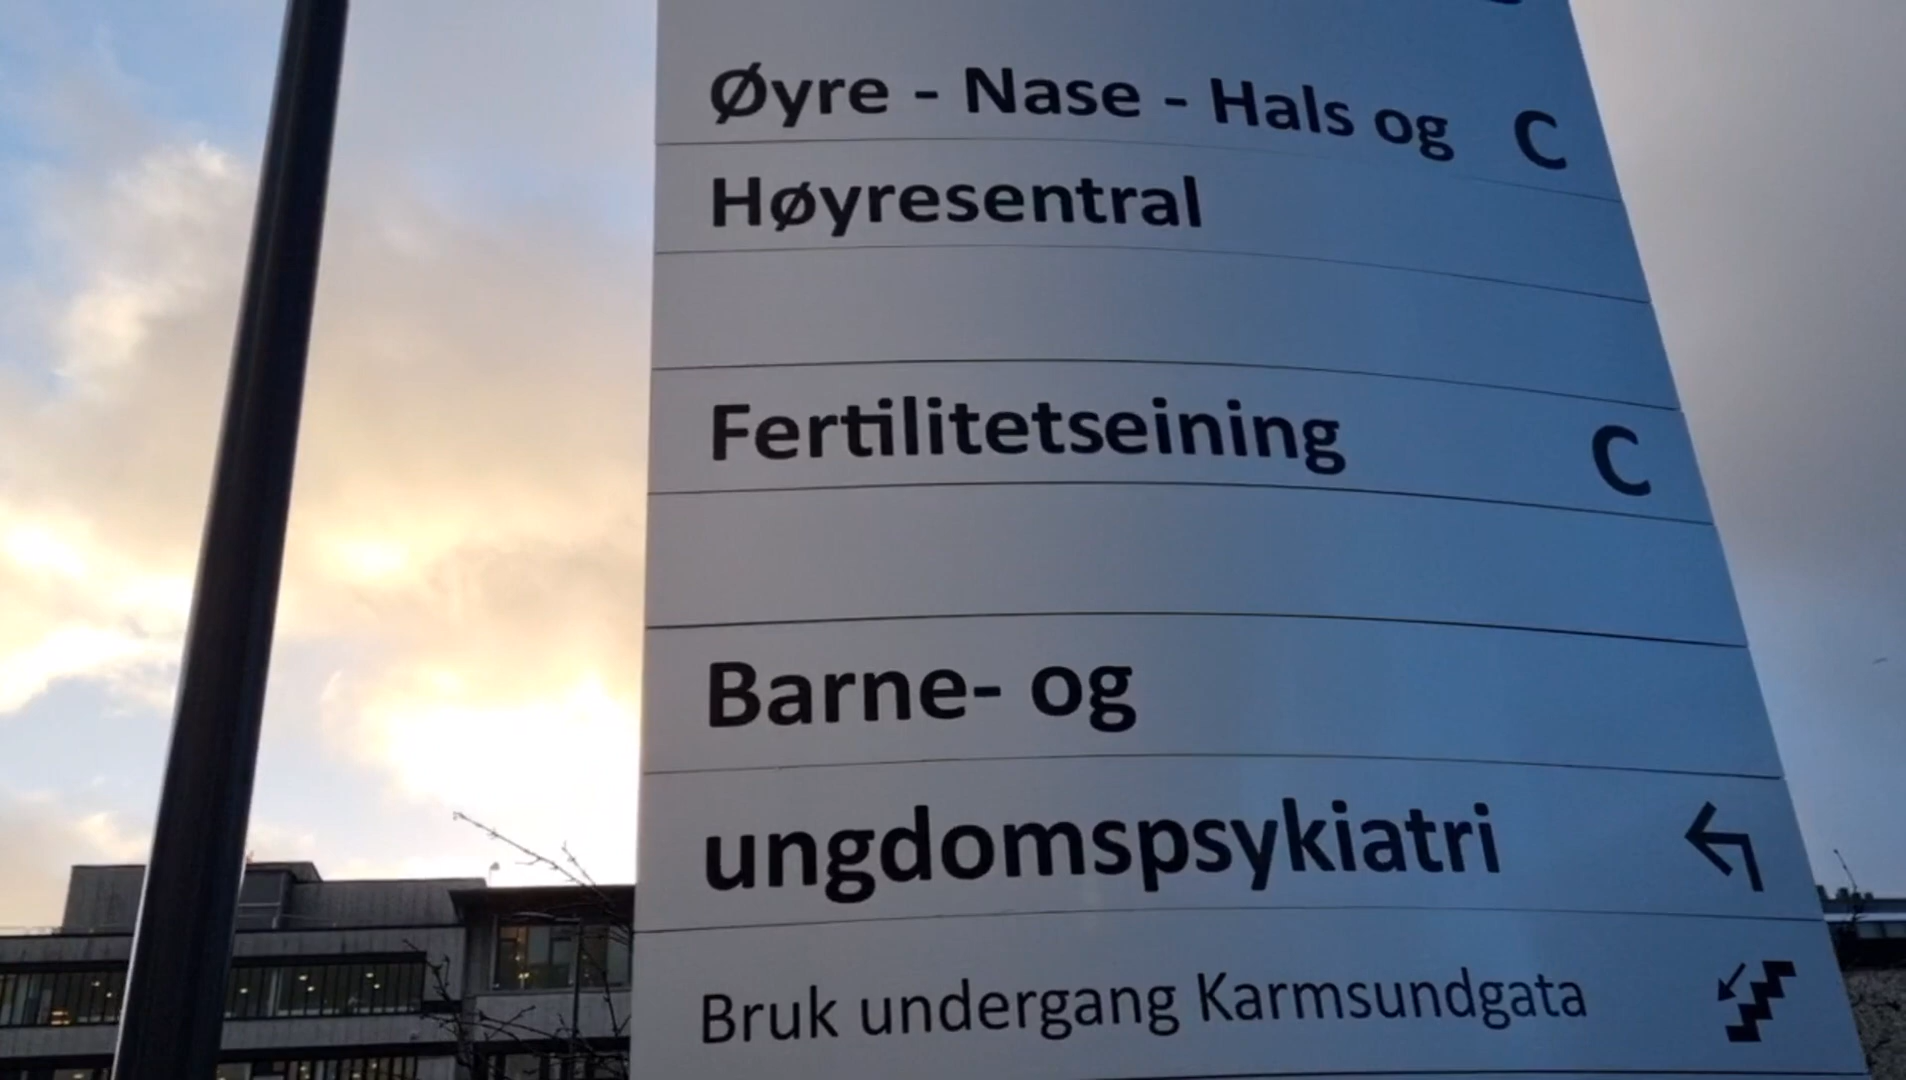 Øyre - Nase - Hals og C
Høyresentral
Fertilitetseining C
Barne- og
ungdomspsykiatri
Bruk undergang Karmsundgata